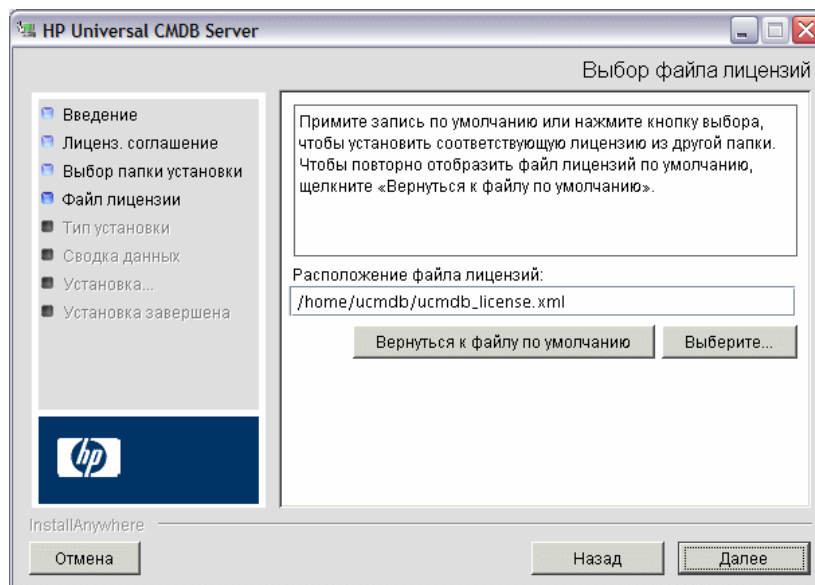 HP Universal CMDB Server
Выбор файла лицензий
Введение
Лиценз. соглашение
Выбор папки установки
Файл лицензии
Тип установки
Сводка данных
Установка...
Установка завершена
Примите запись по умолчанию или нажмите кнопку выбора,
чтобы установить соответствующую лицензию из другой папки.
Чтобы повторно отобразить файл лицензий по умолчанию,
щелкните «Вернуться к файлу по умолчанию».
Расположение файла лицензий:
/home/ucmdb/ucmdb_license.xml
Вернуться к файлу по умолчанию
Выберите...
hp
InstallAnywhere
Отмена
Назад
Далее